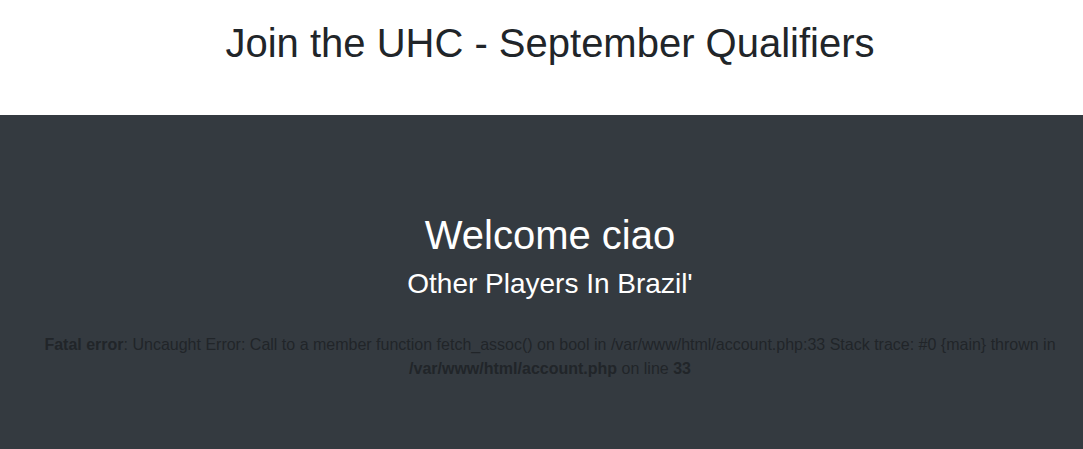 Join the UHC - September Qualifiers
Welcome ciao
Other Players In Brazil'
Fatal error: Uncaught Error: Call to a member function fetch_assoc() on bool in /var/www/html/account.php:33 Stack trace: #0 {main} thrown in
/var/www/html/account.php on line 33